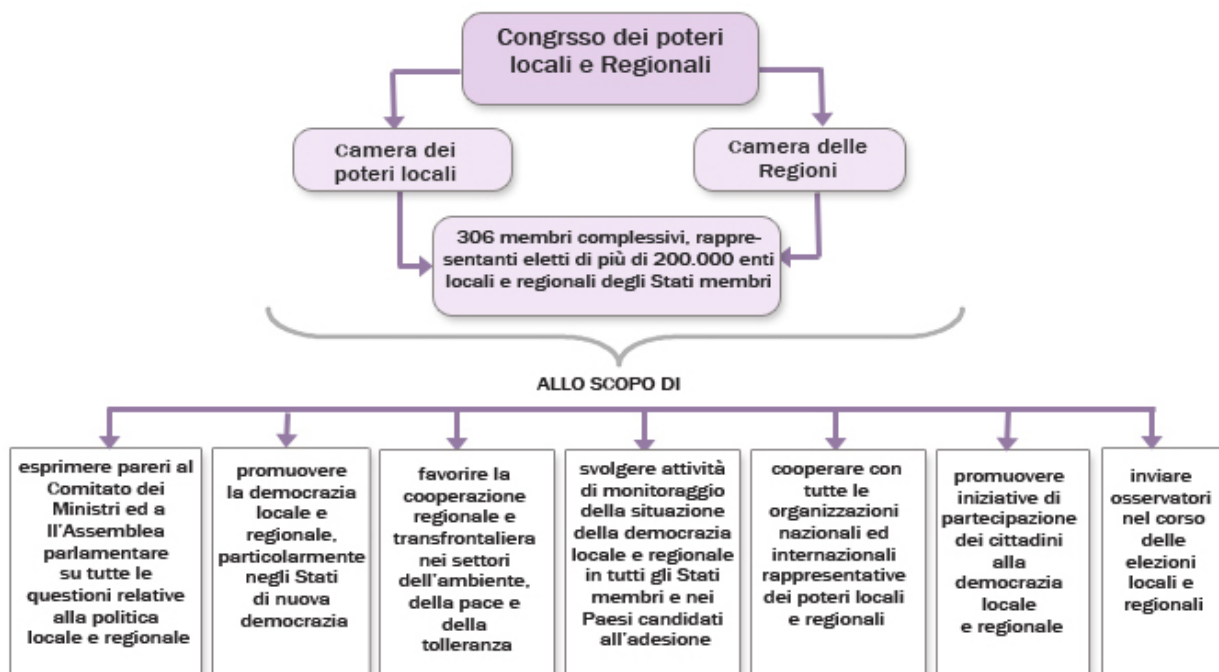 Congrsso dei poteri
locali e Regionali
Camera dei
poteri locali
Camera delle
Regioni
306 membri complessivi, rappre-
sentanti eletti di più di 200.000 enti
locali e regionali degli Stati membri
ALLO SCOPO DI
esprimere pareri al
Comitato dei
Ministri ed a
ll'Assemblea
parlamentare
su tutte le
questioni relative
alla politica
locale e regionale
promuovere
la democrazia
locale e
regionale,
particolarmente
negli Stati
di nuova
democrazia
favorire la
cooperazione
regionale e
transfrontaliera
nei settori
dell'ambiente,
della pace e
della
tolleranza
svolgere attività
di monitoraggio
della situazione
della democrazia
locale e regionale
in tutti gli Stati
membri e nei
Paesi candidati
all'adesione
cooperare con
tutte le
organizzazioni
nazionali ed
internazionali
rappresentative
dei poteri locali
e regionali
promuovere
iniziative di
partecipazione
dei cittadini
alla
democrazia
locale
e regionale
inviare
osservatori
nel corso
delle
elezioni
locali e
regionali